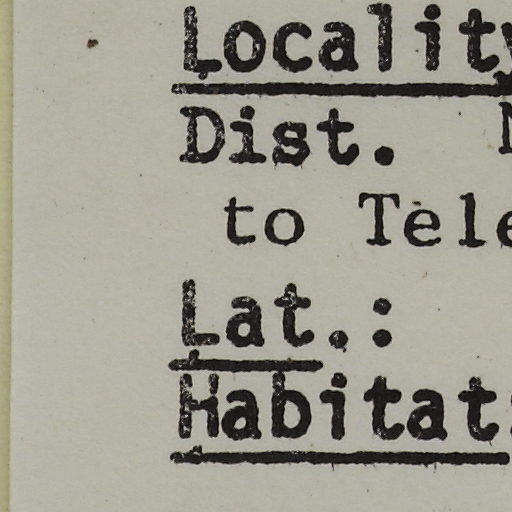 Locality
Dist. N
to Tele
Lat.:
Habitat: